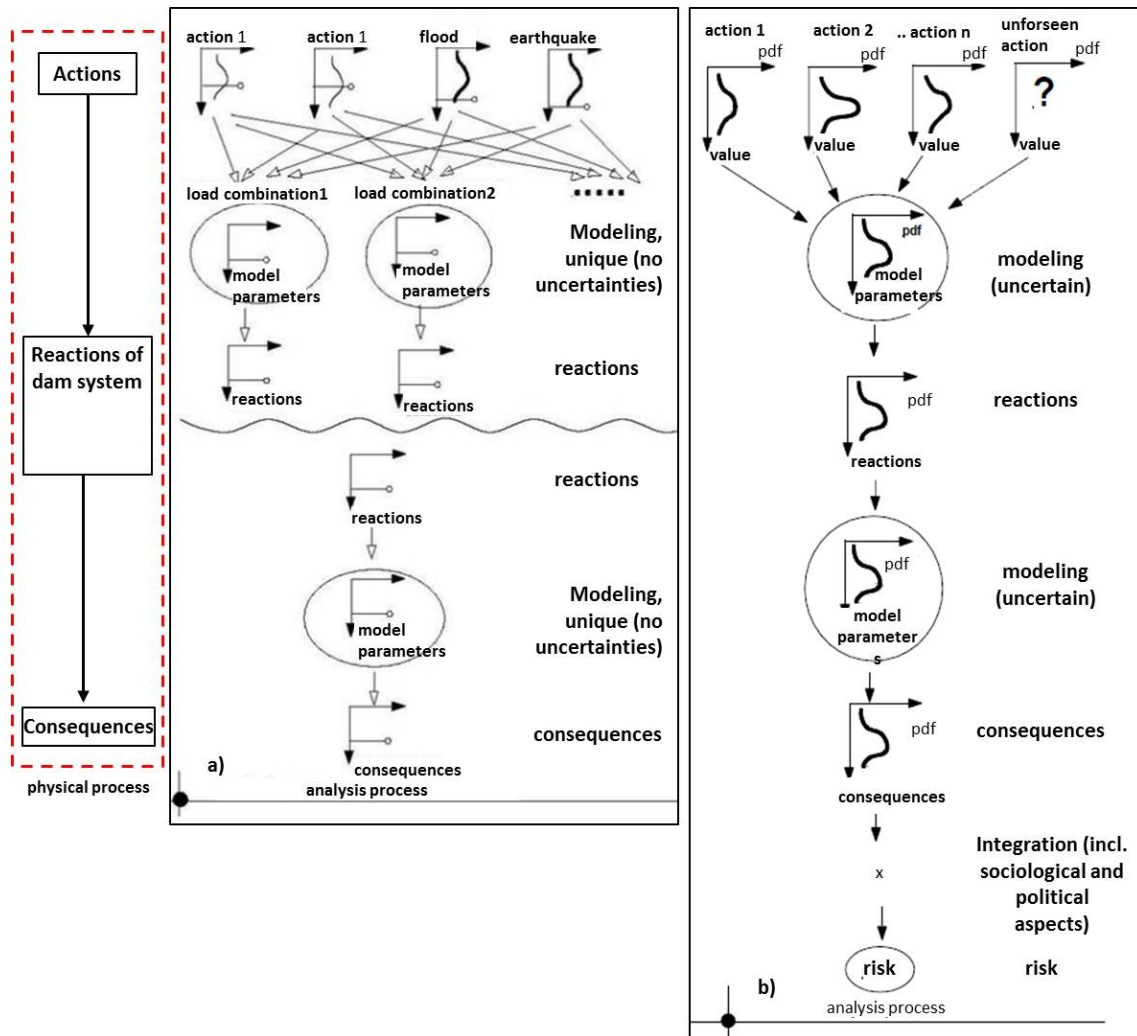 Actions
Reactions of
dam system
Consequences
physical process
action 1
action 1
flood
earthquake
load combination1
load combination2
.....
model
parameters
model
parameters
Modeling,
unique (no
uncertainties)
reactions
reactions
reactions
reactions
reactions
model
parameters
Modeling,
unique (no
uncertainties)
consequences
consequences
a)
analysis process
action 1
action 2
.. action n
unforseen
action
pdf
pdf
pdf
pdf
?
value
value
value
value
pdf
model
parameters
modeling
(uncertain)
pdf
reactions
reactions
pdf
model
parameter
s
modeling
(uncertain)
pdf
consequences
consequences
x
Integration (incl.
sociological and
political
aspects)
risk
risk
analysis process
b)